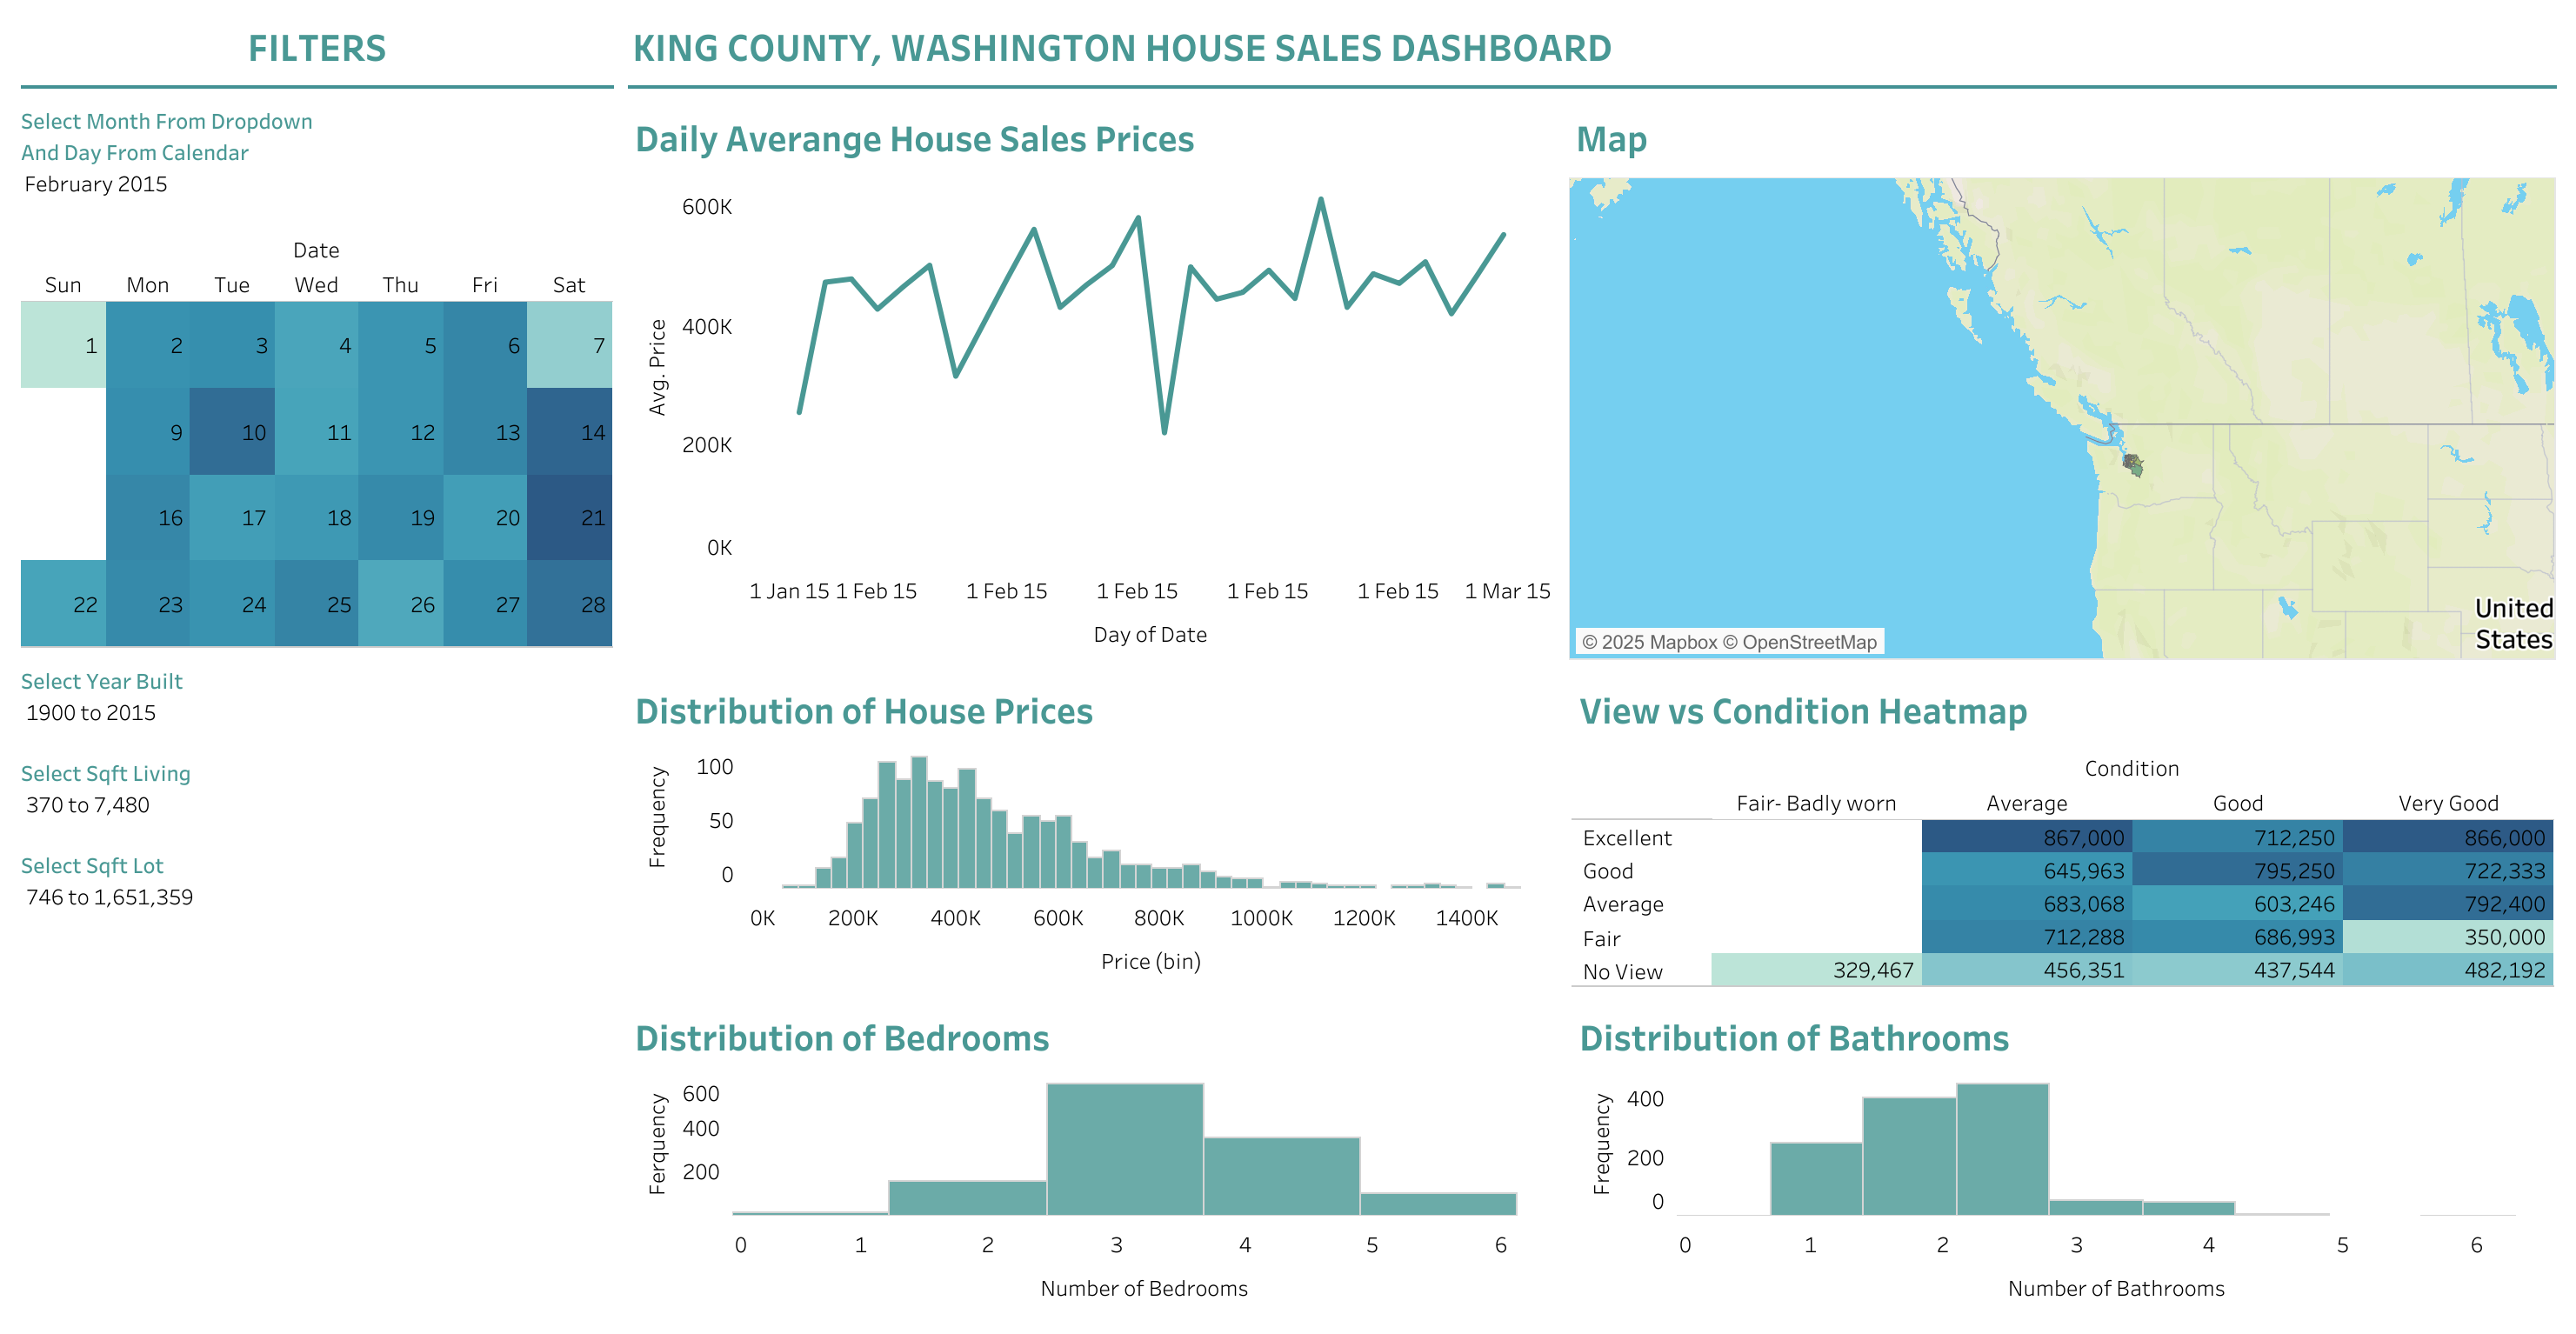 FILTERS
KING COUNTY, WASHINGTON HOUSE SALES DASHBOARD
Select Month From Dropdown
And Day From Calendar
February 2015
Date
Sun Mon Tue Wed Thu Fri Sat
1 2 3 4 5 6 7
9 10 11 12 13 14
16 17 18 19 20 21
22 23 24 25 26 27 28
Select Year Built
1900 to 2015
Select Sqft Living
370 to 7,480
Select Sqft Lot
746 to 1,651,359
Daily Averange House Sales Prices
Avg. Price
600K
400K
200K
0K
1 Jan 15 1 Feb 15 1 Feb 15 1 Feb 15 1 Feb 15 1 Feb 15 1 Mar 15
Day of Date
Map
United
States
© 2025 Mapbox © OpenStreetMap
Distribution of House Prices
Frequency
100
50
0
0K 200K 400K 600K 800K 1000K 1200K 1400K
Price (bin)
View vs Condition Heatmap
Condition
Fair- Badly worn Average Good Very Good
Excellent 867,000 712,250 866,000
Good 645,963 795,250 722,333
Average 683,068 603,246 792,400
Fair 712,288 686,993 350,000
No View 329,467 456,351 437,544 482,192
Distribution of Bedrooms
Ferquency
600
400
200
0 1 2 3 4 5 6
Number of Bedrooms
Distribution of Bathrooms
Frequency
400
200
0
0 1 2 3 4 5 6
Number of Bathrooms